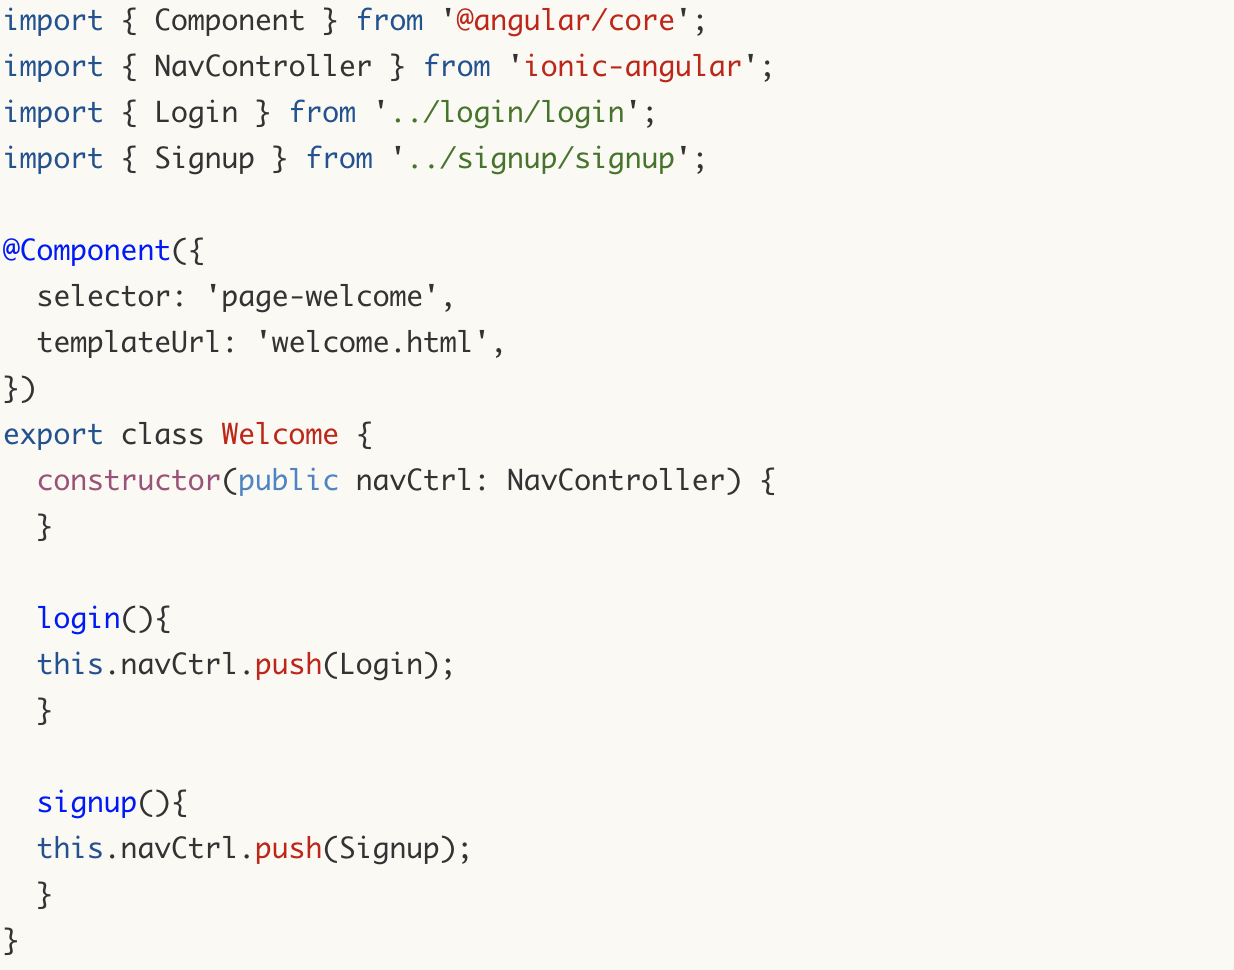 import { Component } from '@angular/core';
import { NavController } from 'ionic-angular';
import { Login } from '../login/login';
import { Signup } from '../signup/signup';

@Component({
  selector: 'page-welcome',
  templateUrl: 'welcome.html',
})
export class Welcome {
  constructor(public navCtrl: NavController) {
  }

  login(){
  this.navCtrl.push(Login);
  }

  signup(){
  this.navCtrl.push(Signup);
  }
}